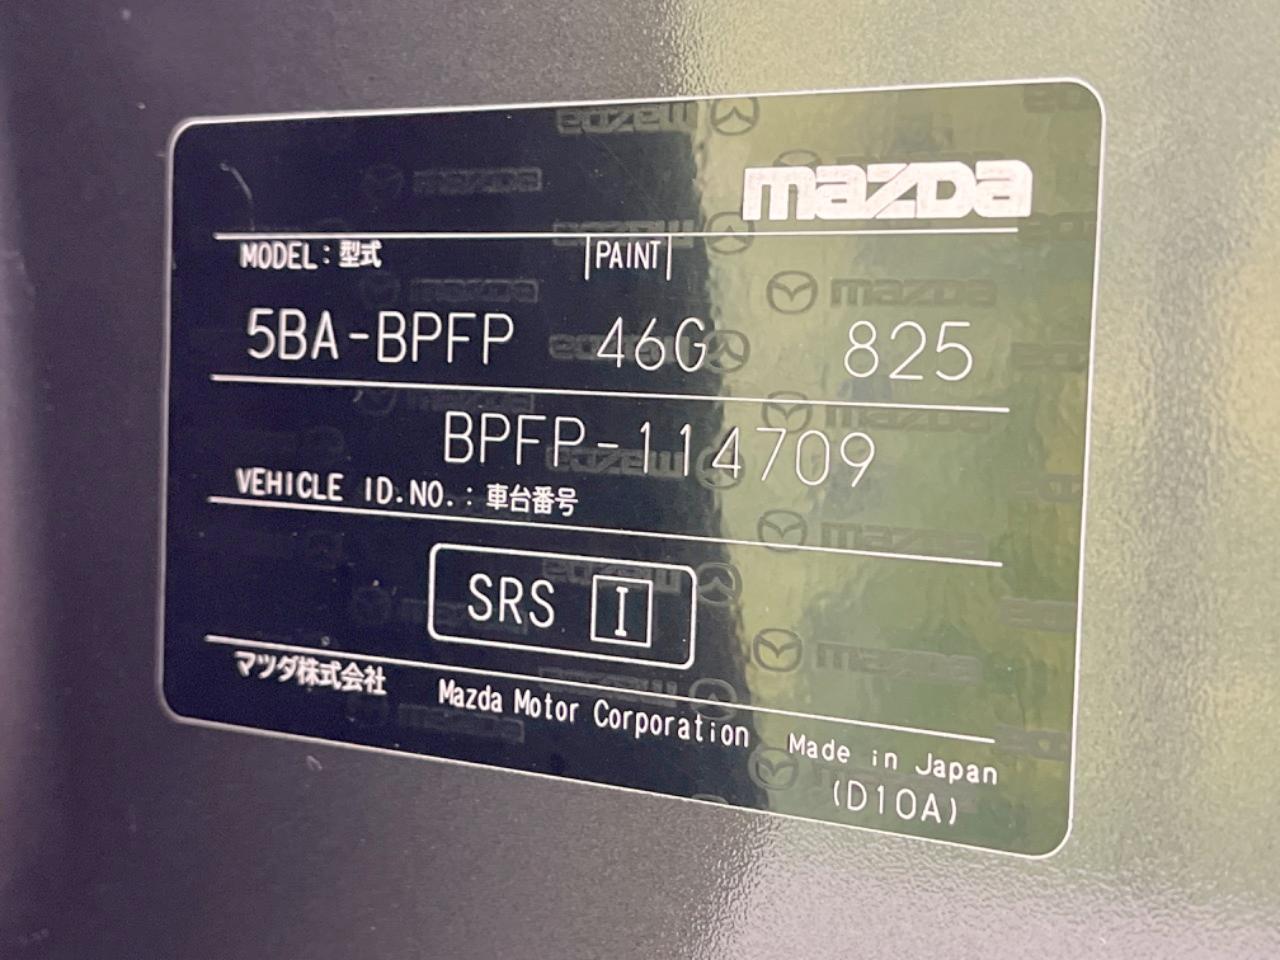 mazda
MODEL：型式 |PAINT|
5BA-BPFP 46G 825
BPFP-114709
VEHICLE ID.NO.：車台番号
SRS I
マツダ株式会社 Mazda Motor Corporation Made in Japan
(D10A)